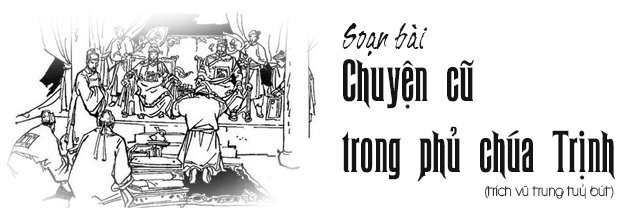 Soạn bài
Chuyện cũ
trong phủ chúa Trịnh
(trích vũ trung tuỳ bút)